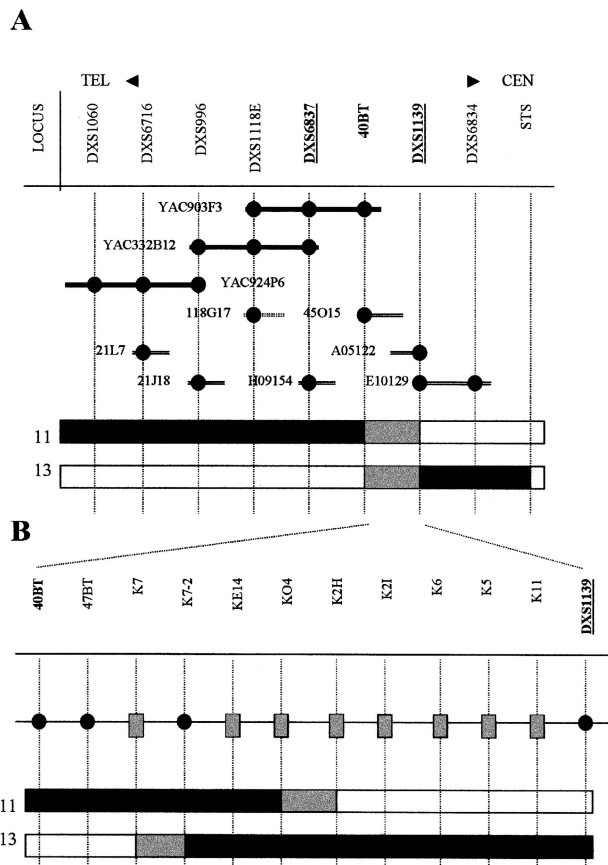 A
TEL ◄ ► CEN
LOCUS DXS1060 DXS6716 DXS996 DXS1118E DXS6837 40BT DXS1139 DXS6834 STS
YAC903F3
YAC332B12
YAC924P6
118G17 45O15
21L7 A05122
21J18 H09154 E10129
11
13
B
40BT 47BT K7 K7-2 KE14 KO4 K2H K2I K6 K5 K11 DXS1139
11
13